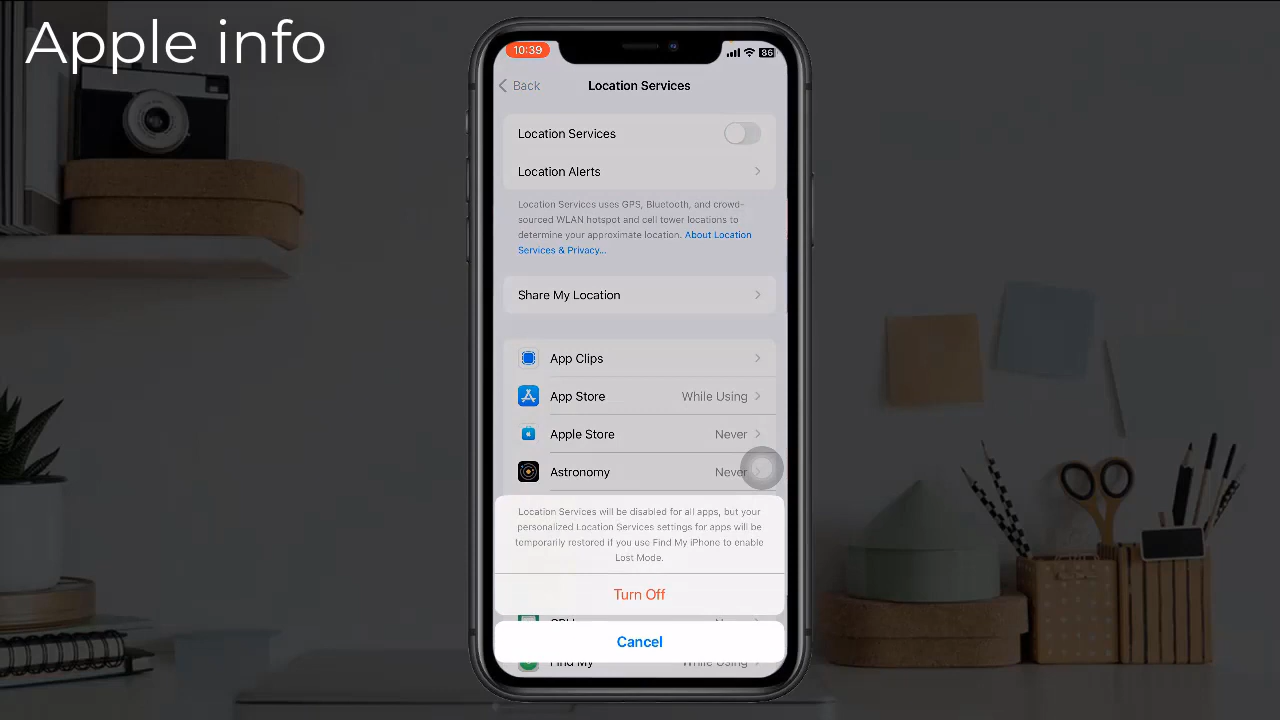 Apple info
10:39
86
Back
Location Services
Location Services
Location Alerts
Location Services uses GPS, Bluetooth, and crowd-
sourced WLAN hotspot and cell tower locations to
determine your approximate location. About Location
Services & Privacy...
Share My Location
App Clips
App Store While Using
Apple Store Never
Astronomy Never
Location Services will be disabled for all apps, but your
personalized Location Services settings for apps will be
temporarily restored if you use Find My iPhone to enable
Lost Mode.
Turn Off
Cancel
Find My While Using